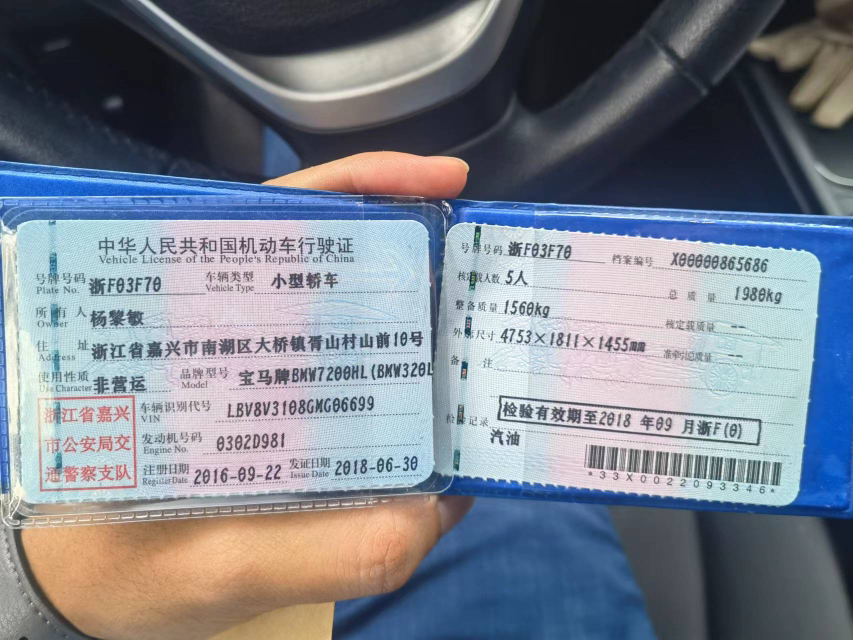 中华人民共和国机动车行驶证
Vehicle License of the People's Republic of China
号牌号码 浙F03F70 车辆类型 小型轿车
Plate No. Vehicle Type
所有人 杨黎敏
Owner
住址 浙江省嘉兴市南湖区大桥镇胥山村山前10号
Address
使用性质 非营运 品牌型号 宝马牌BMW7200HL(BMW320L
Use Character Model
浙江省嘉兴
市公安局交
通警察支队
车辆识别代号 LBV8V3108GMG06699
VIN
发动机号码 0302D981
Engine No.
注册日期 2016-09-22 发证日期 2018-06-30
Register Date Issue Date
号牌号码 浙F03F70 档案编号 X00000865686
核定载人数 5人 总质量 1980kg
整备质量 1560kg 核定载质量 --
外廓尺寸 4753×1811×1455mm 准牵引总质量 --
备注
检验记录 检验有效期至2018年09月浙F(0)
汽油
*33X0022093346*